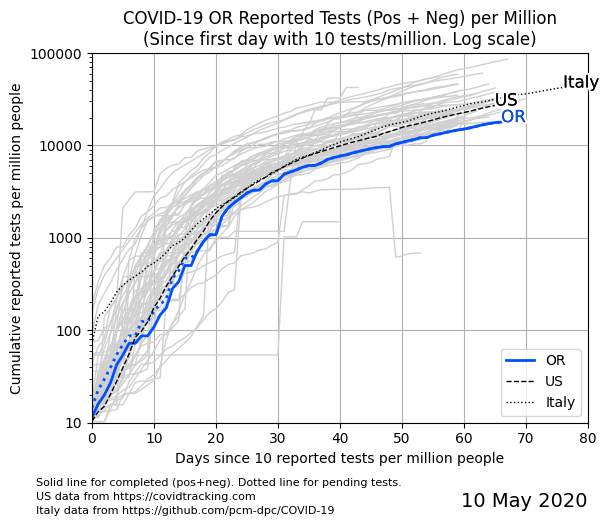 COVID-19 OR Reported Tests (Pos + Neg) per Million
(Since first day with 10 tests/million. Log scale)
Cumulative reported tests per million people
100000
10000
1000
100
10
Italy
US
OR
OR
US
Italy
0 10 20 30 40 50 60 70 80
Days since 10 reported tests per million people
Solid line for completed (pos+neg). Dotted line for pending tests.
US data from https://covidtracking.com
Italy data from https://github.com/pcm-dpc/COVID-19
10 May 2020